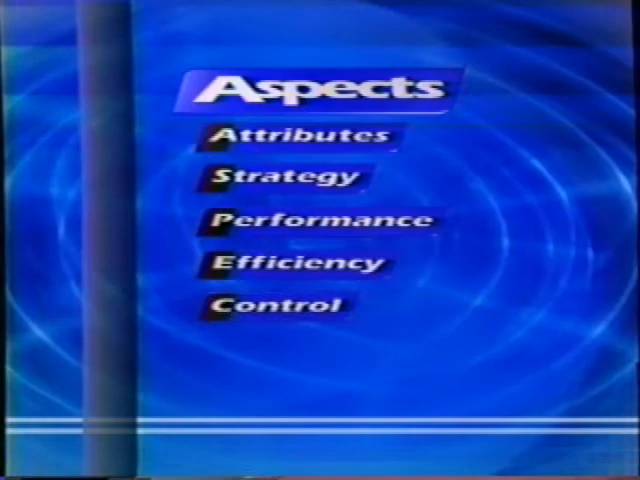 Aspects
Attributes
Strategy
Performance
Efficiency
Control